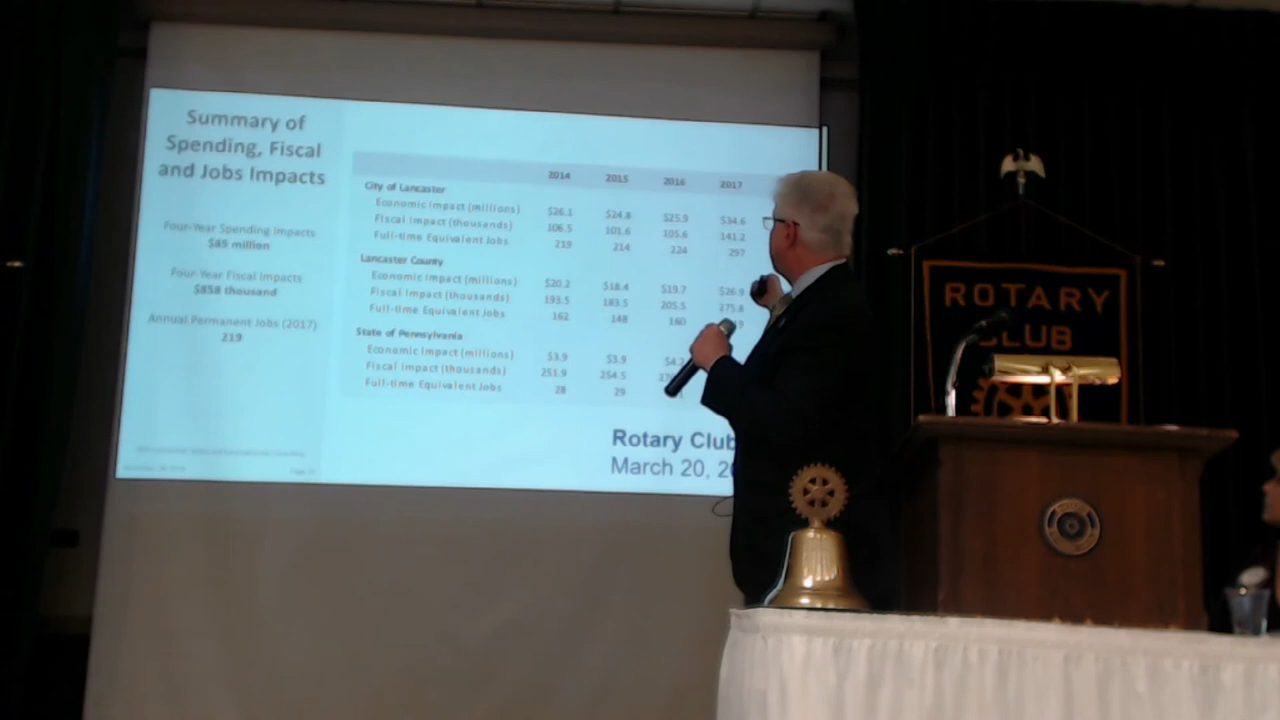 Summary of
Spending, Fiscal
and Jobs Impacts
Four-Year Spending Impacts
$85 million
Four-Year Fiscal Impacts
$858 thousand
Annual Permanent Jobs (2017)
219
2014 2015 2016 2017
City of Lancaster
Economic Impact (millions) $26.1 $24.8 $25.9 $34.6
Fiscal Impact (thousands) 106.5 101.6 105.6 141.2
Full-time Equivalent Jobs 219 214 224 297
Lancaster County
Economic Impact (millions) $20.2 $18.4 $19.7 $26.9
Fiscal Impact (thousands) 193.5 183.5 205.5 275.8
Full-time Equivalent Jobs 162 148 160
State of Pennsylvania
Economic Impact (millions) $3.9 $3.9 $4.2
Fiscal Impact (thousands) 251.9 254.5
Full-time Equivalent Jobs 28 29
Rotary Club
March 20,
ROTARY
CLUB